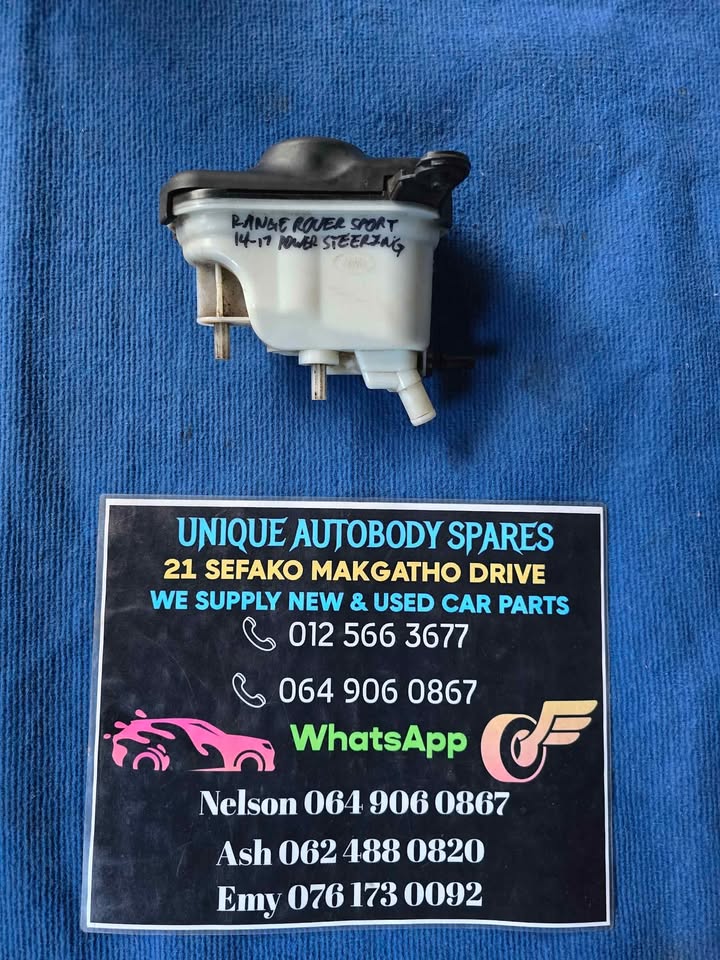 RANGE ROVER SPORT
14-17 POWER STEERING
UNIQUE AUTOBODY SPARES
21 SEFAKO MAKGATHO DRIVE
WE SUPPLY NEW & USED CAR PARTS
012 566 3677
064 906 0867
WhatsApp
Nelson 064 906 0867
Ash 062 488 0820
Emy 076 173 0092